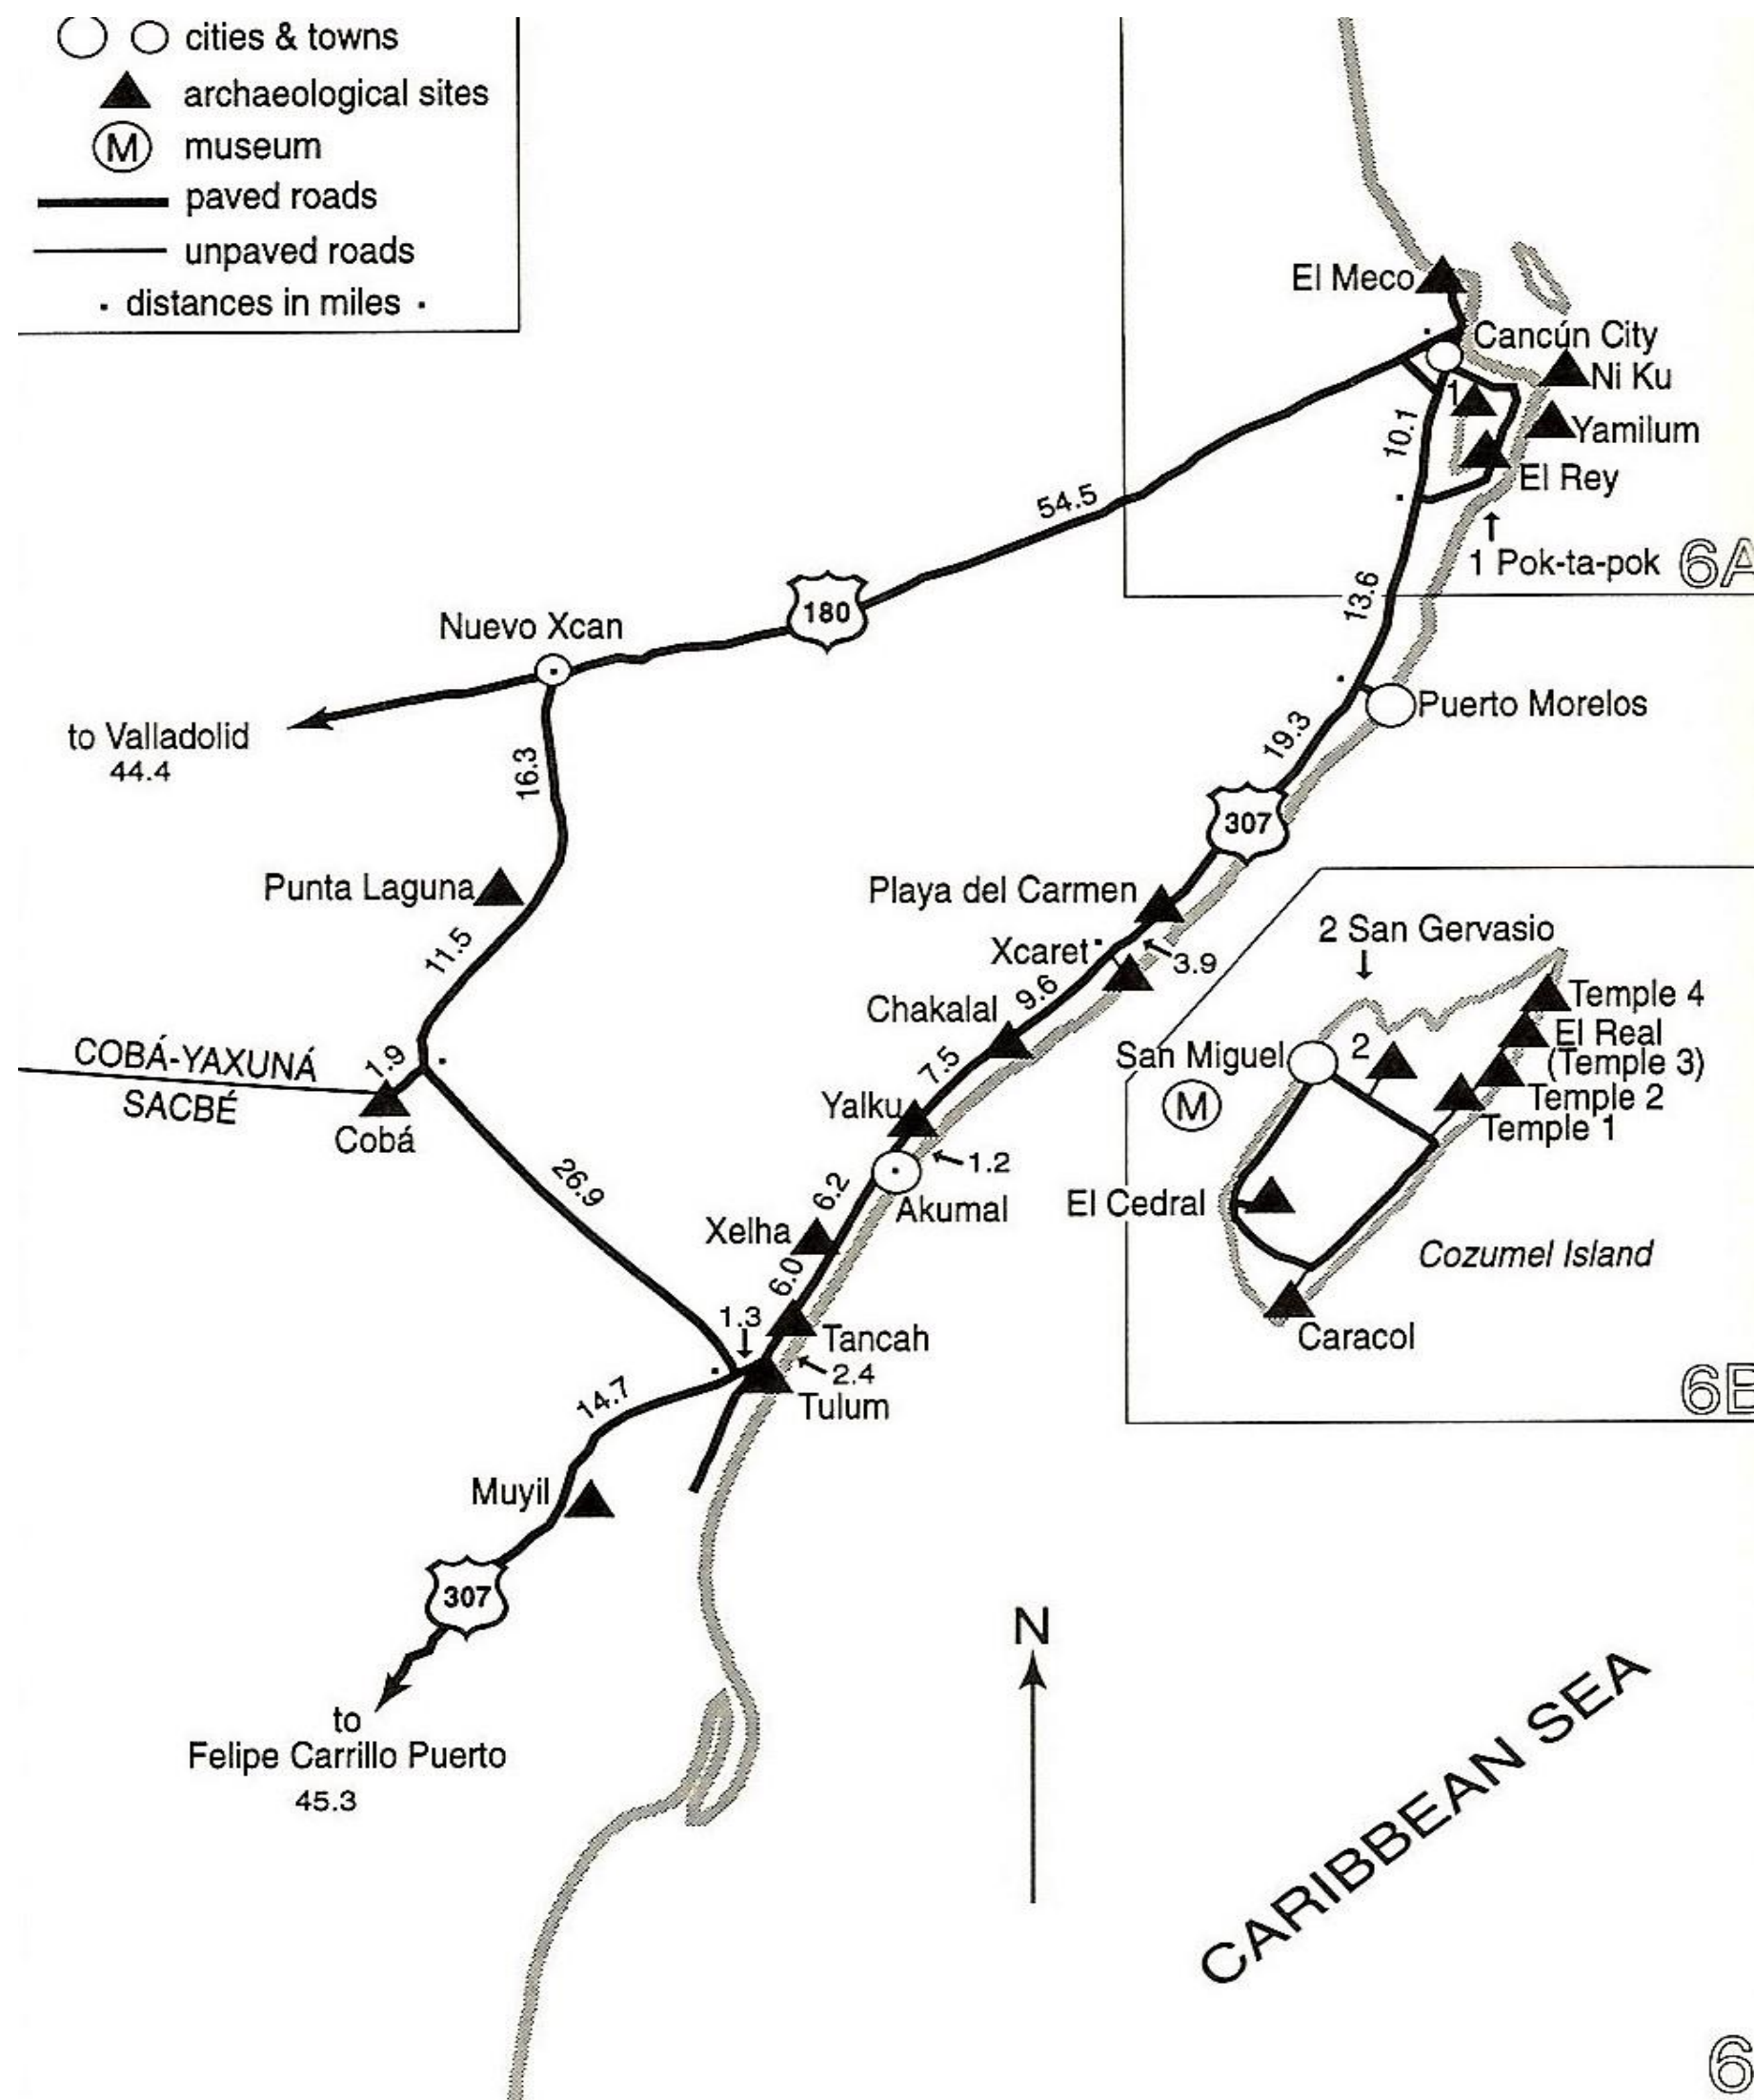 cities & towns
archaeological sites
M museum
paved roads
unpaved roads
· distances in miles ·
El Meco
Cancún City
Ni Ku
1
Yamilum
10.1
El Rey
54.5
1 Pok-ta-pok
6A
13.6
180
Nuevo Xcan
to Valladolid
44.4
Puerto Morelos
16.3
19.3
307
Punta Laguna
Playa del Carmen
11.5
Xcaret
3.9
2 San Gervasio
9.6
Temple 4
Chakalal
El Real
(Temple 3)
COBÁ-YAXUNÁ
SACBÉ
1.9
7.5
San Miguel
2
M
Temple 2
Temple 1
Yalku
Cobá
1.2
26.9
6.2
Akumal
El Cedral
Xelha
Cozumel Island
6.0
1.3
Tancah
Caracol
2.4
14.7
Tulum
6B
Muyil
307
N
to
Felipe Carrillo Puerto
45.3
CARIBBEAN SEA
6